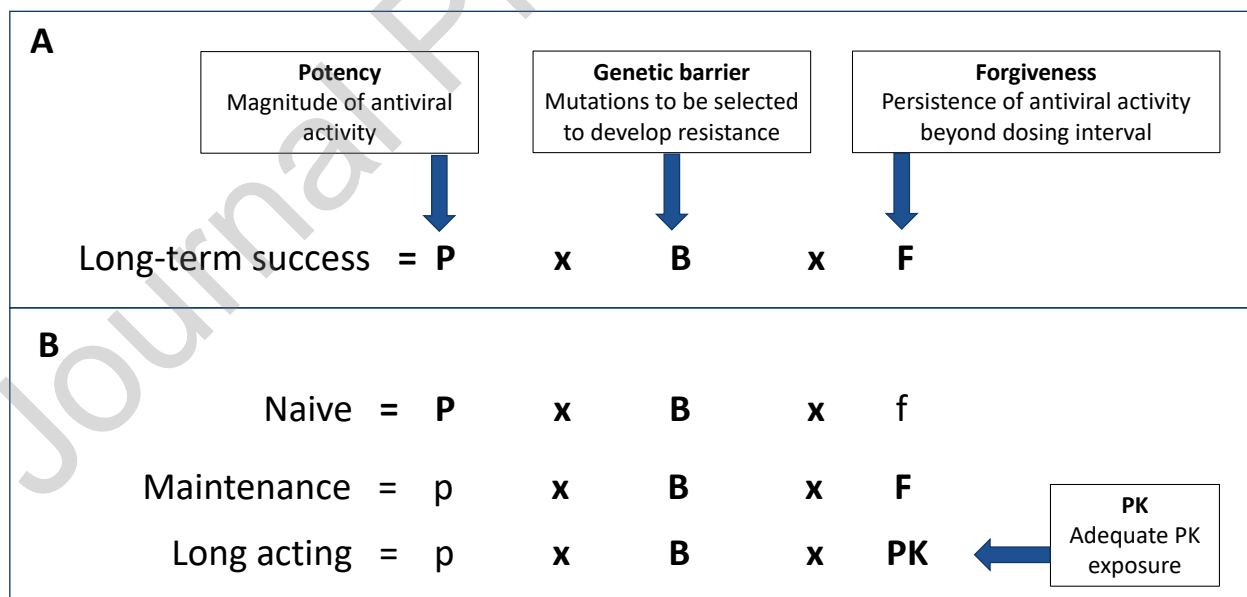 A
Potency
Magnitude of antiviral
activity
Genetic barrier
Mutations to be selected
to develop resistance
Forgiveness
Persistence of antiviral activity
beyond dosing interval
Long-term success = P x B x F
B
Naive = P x B x f
Maintenance = p x B x F
Long acting = p x B x PK
PK
Adequate PK
exposure
Journal P